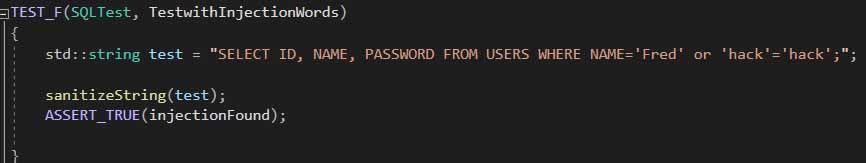 TEST_F(SQLTest, TestwithInjectionWords)
{
std::string test = "SELECT ID, NAME, PASSWORD FROM USERS WHERE NAME='Fred' or 'hack'='hack';";
sanitizeString(test);
ASSERT_TRUE(injectionFound);
}